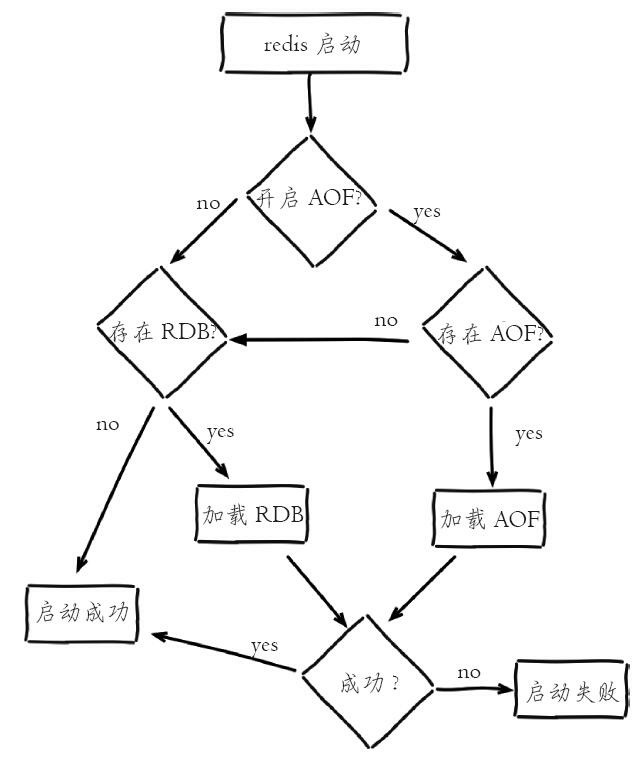 redis 启动
开启 AOF?
no
yes
存在 RDB?
no
存在 AOF?
no
yes
yes
加载 RDB
加载 AOF
启动成功
yes
成功？
no
启动失败